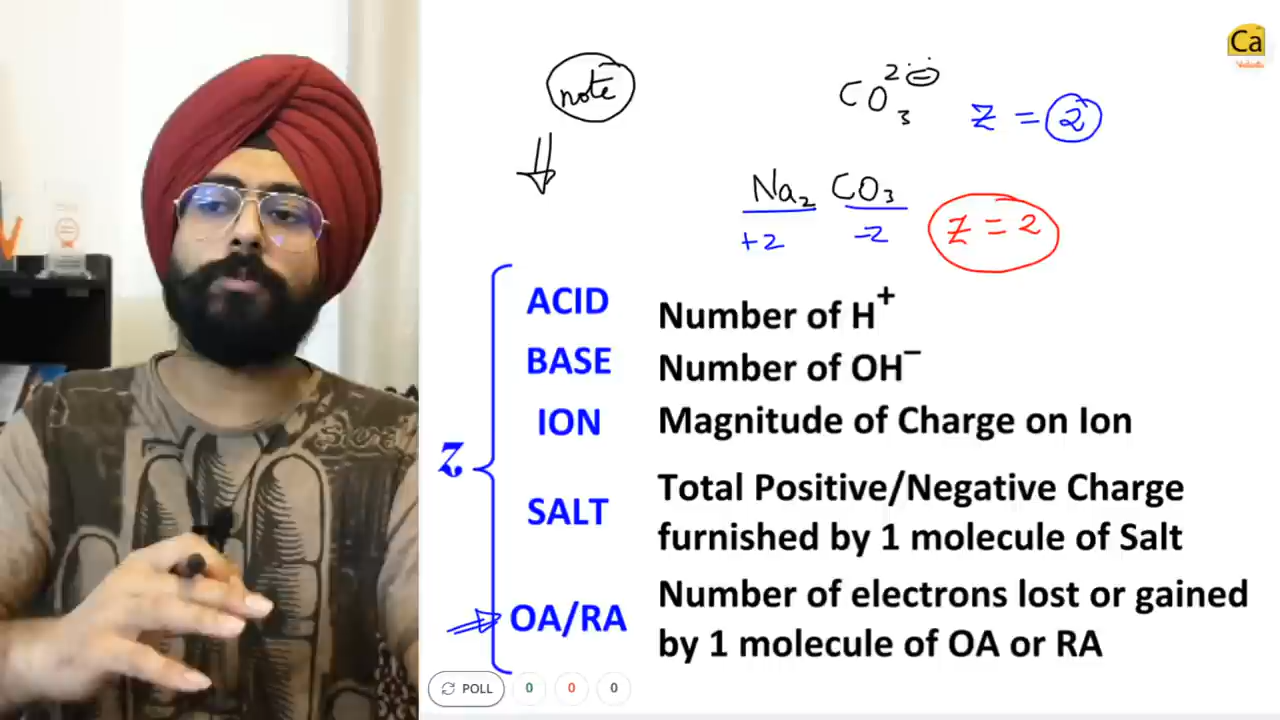 note
CO₃²⁻ z = 2
Na₂ CO₃ z = 2
+2 -2
ACID Number of H⁺
BASE Number of OH⁻
ION Magnitude of Charge on Ion
z
SALT Total Positive/Negative Charge
furnished by 1 molecule of Salt
OA/RA Number of electrons lost or gained
by 1 molecule of OA or RA
POLL 0 0 0
Ca